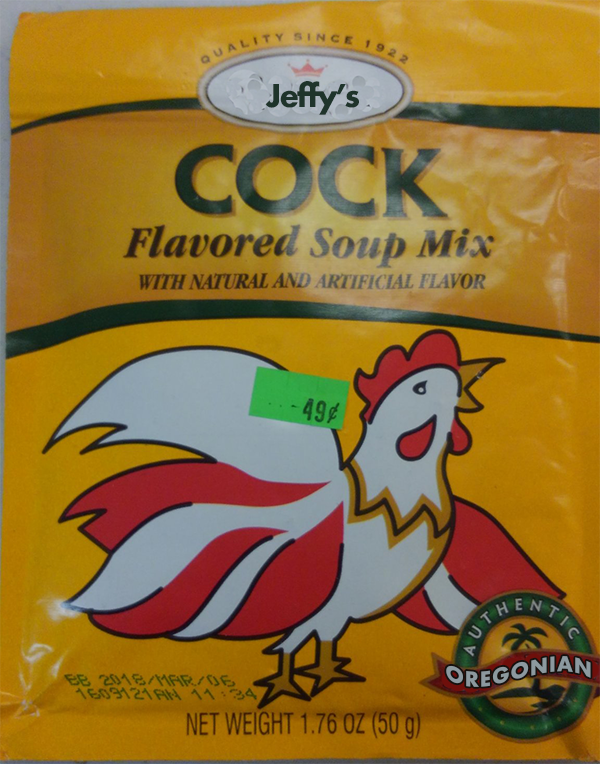 QUALITY SINCE 1922
Jeffy's
COCK
Flavored Soup Mix
WITH NATURAL AND ARTIFICIAL FLAVOR
49¢
AUTHENTIC
OREGONIAN
BB 2018/MAR/06
1609121AN 11:34
NET WEIGHT 1.76 OZ (50 g)